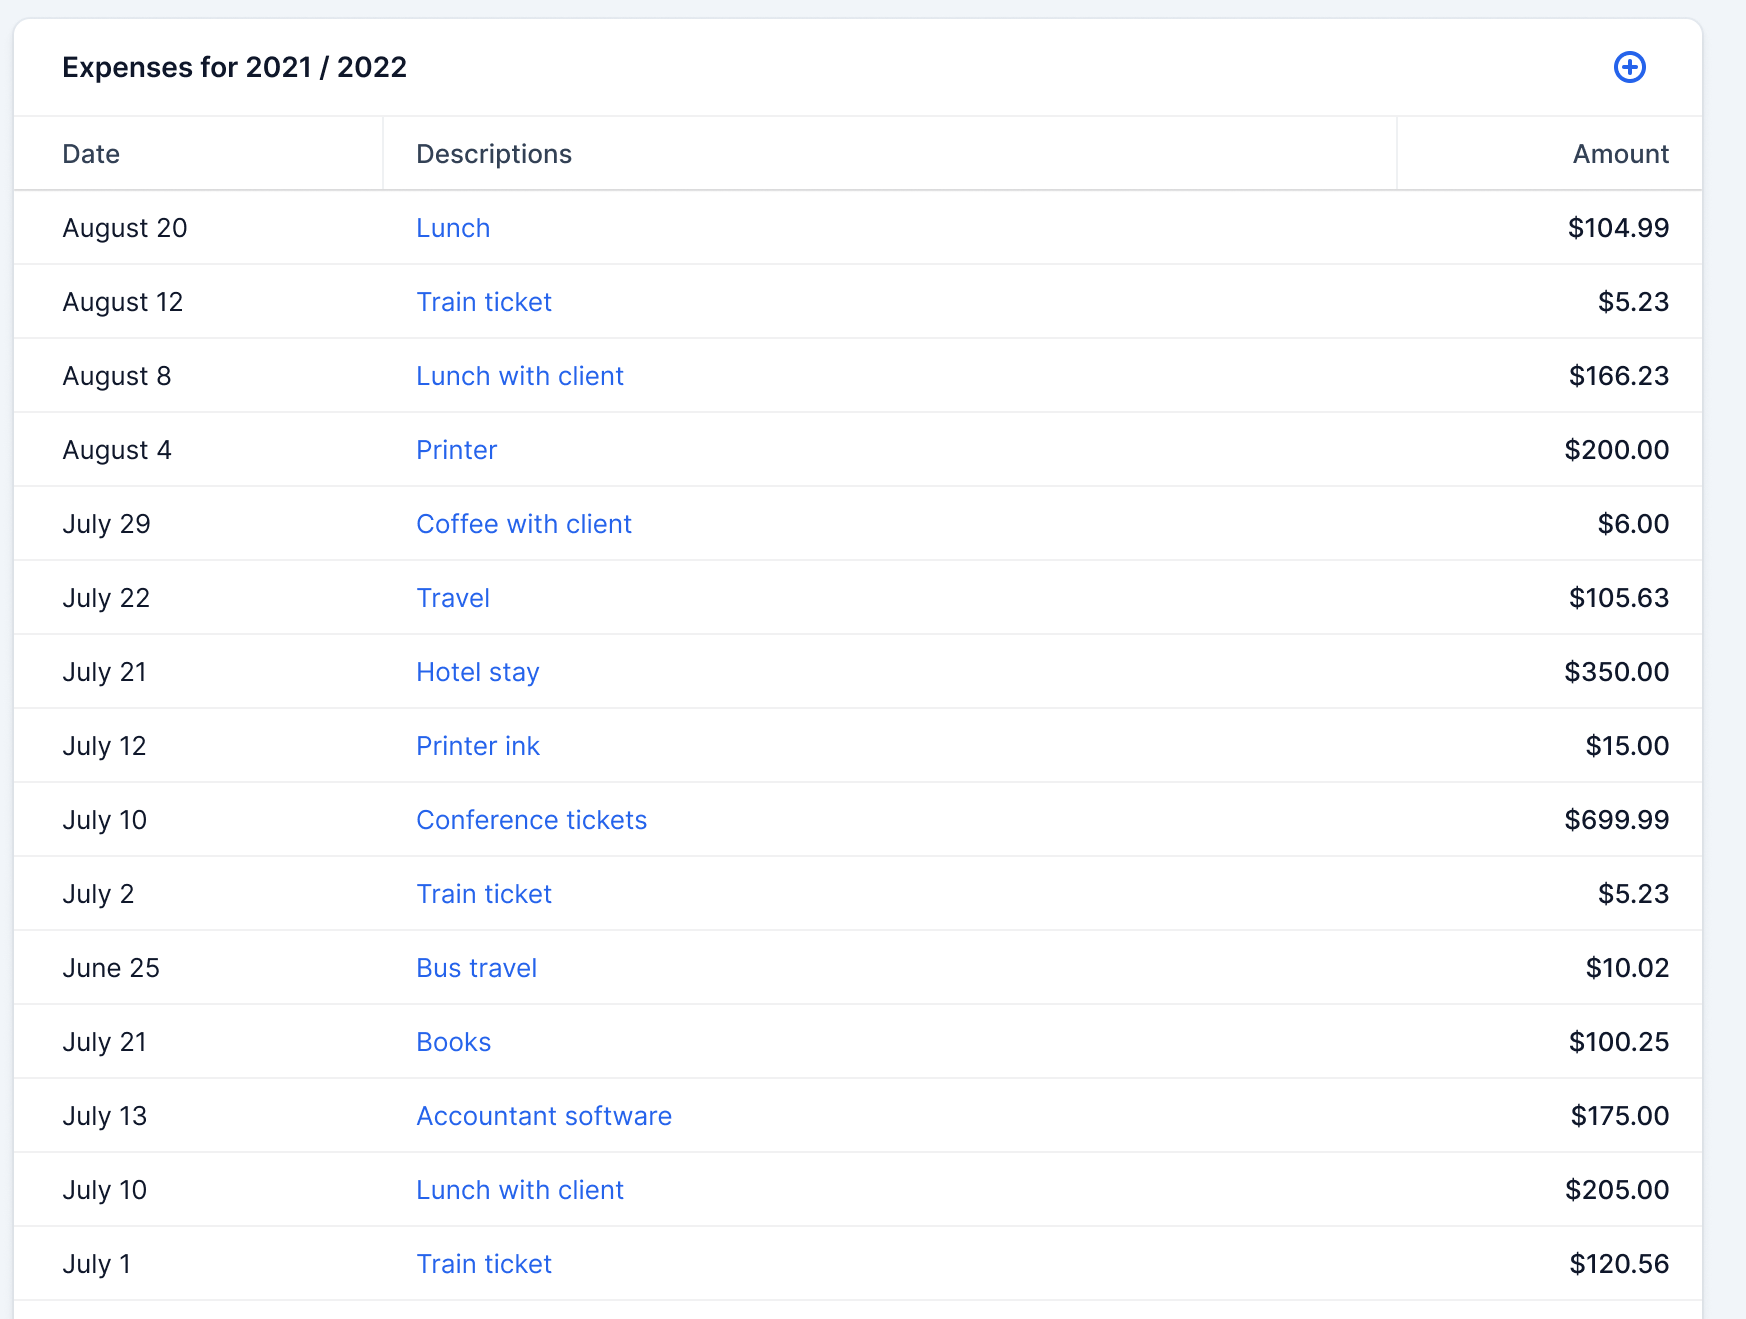 Expenses for 2021 / 2022
Date Descriptions Amount
August 20 Lunch $104.99
August 12 Train ticket $5.23
August 8 Lunch with client $166.23
August 4 Printer $200.00
July 29 Coffee with client $6.00
July 22 Travel $105.63
July 21 Hotel stay $350.00
July 12 Printer ink $15.00
July 10 Conference tickets $699.99
July 2 Train ticket $5.23
June 25 Bus travel $10.02
July 21 Books $100.25
July 13 Accountant software $175.00
July 10 Lunch with client $205.00
July 1 Train ticket $120.56